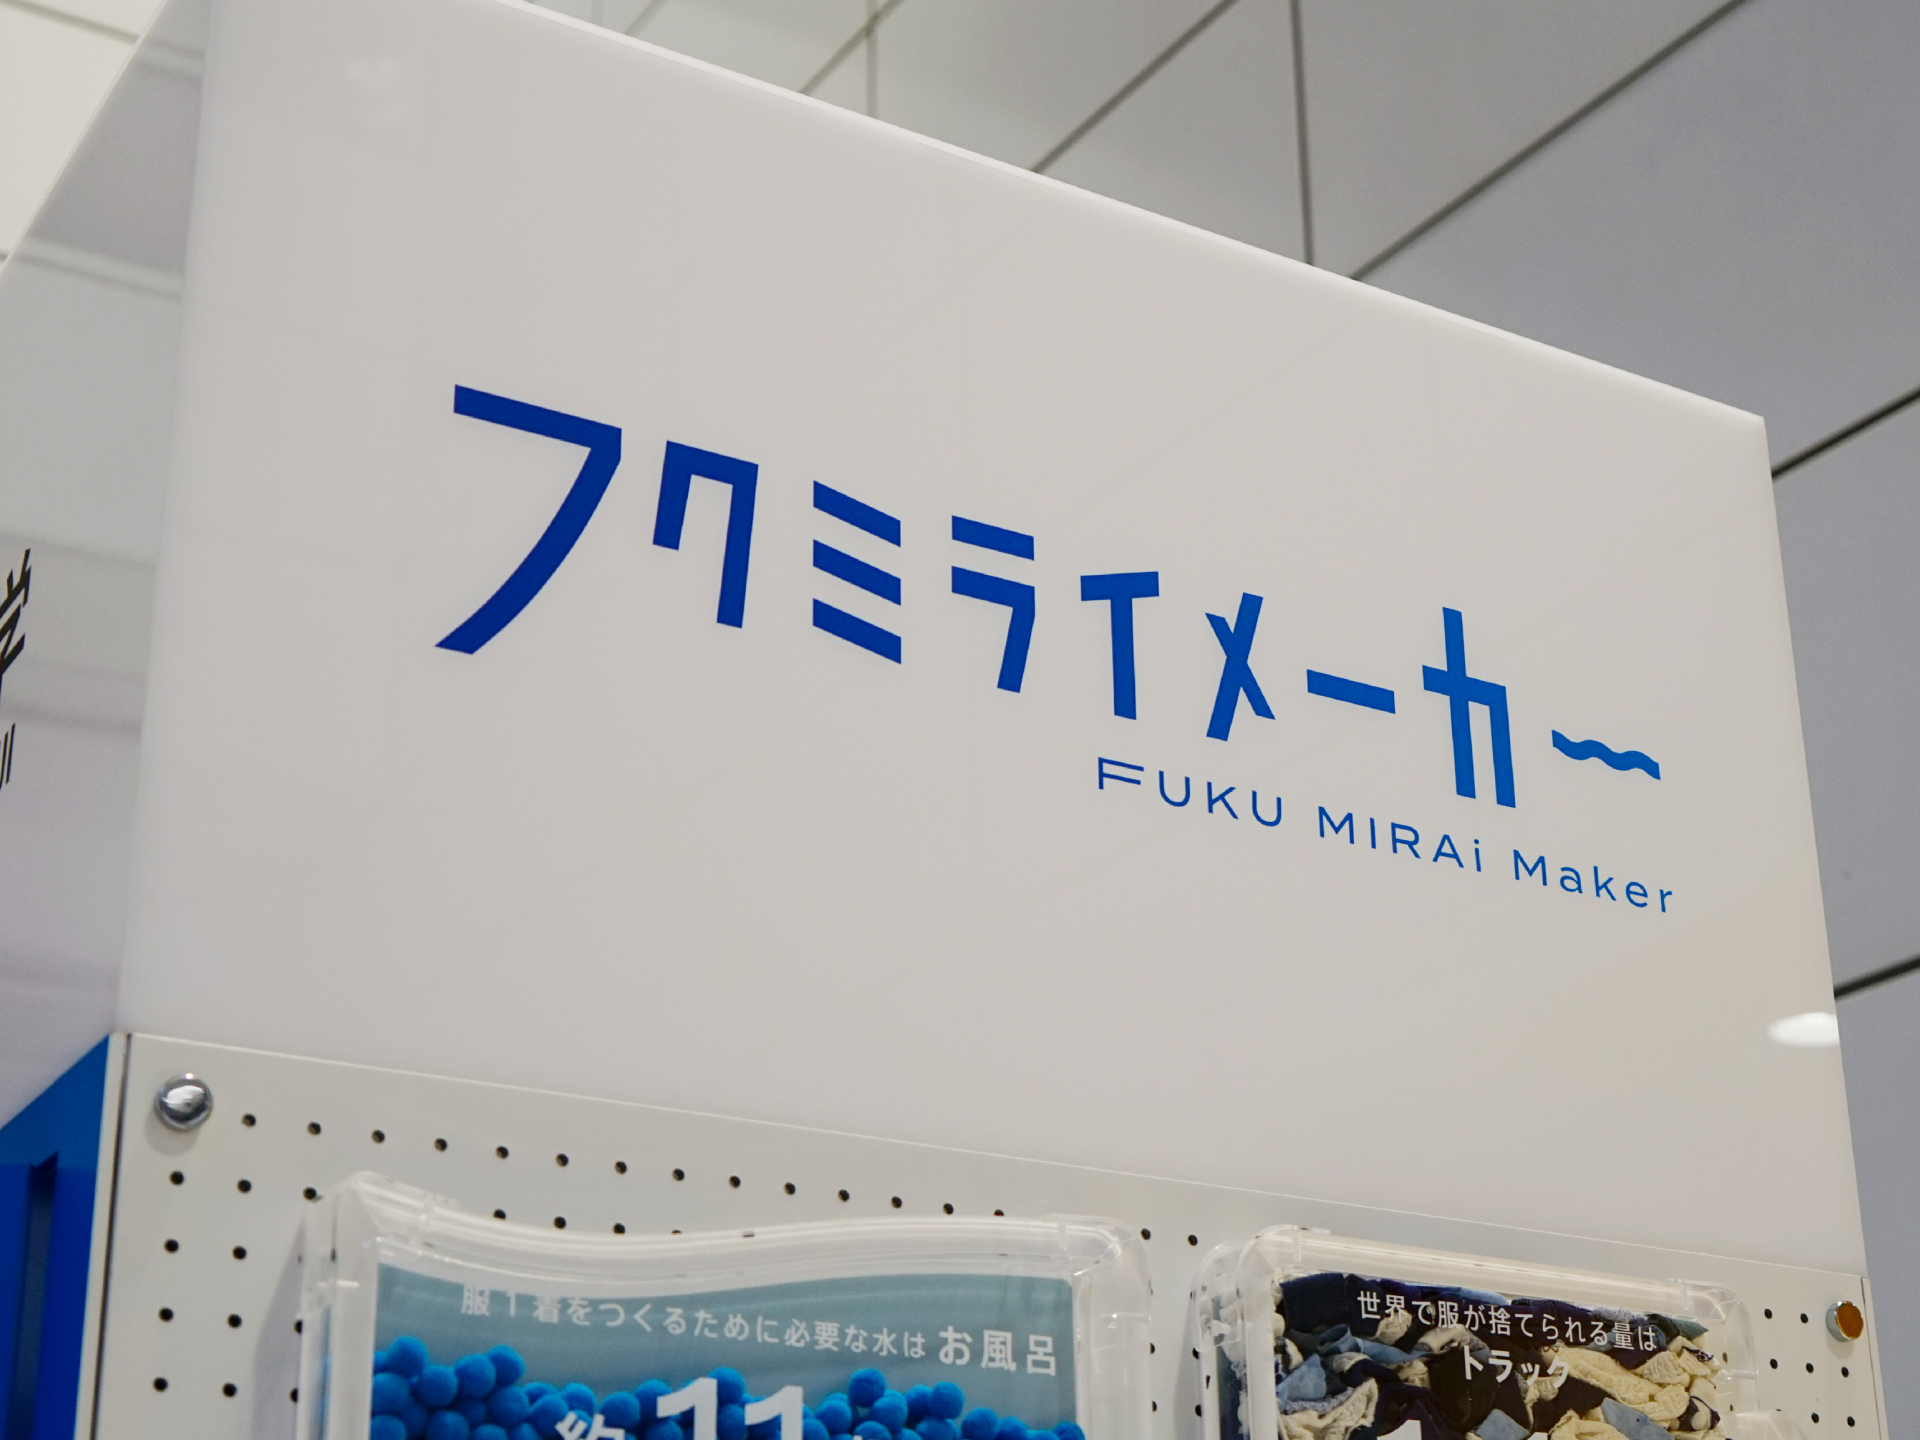 フクミライメーカー
FUKU MIRAi Maker
服1着をつくるために必要な水は お風呂
約11
世界で服が捨てられる量は
トラック